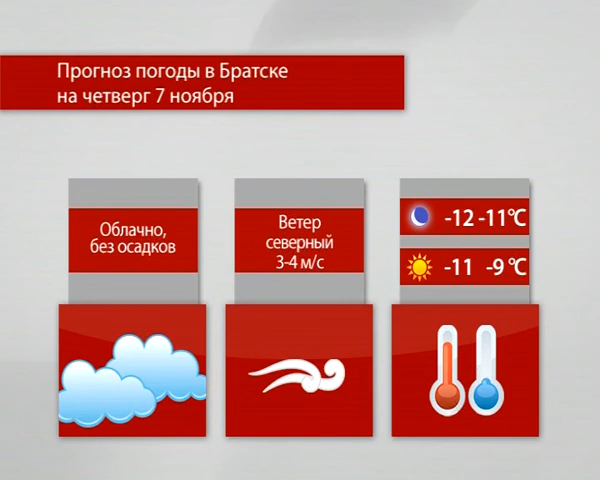 Прогноз погоды в Братске
на четверг 7 ноября
Облачно,
без осадков
Ветер
северный
3-4 м/с
-12 -11°C
-11 -9 °C